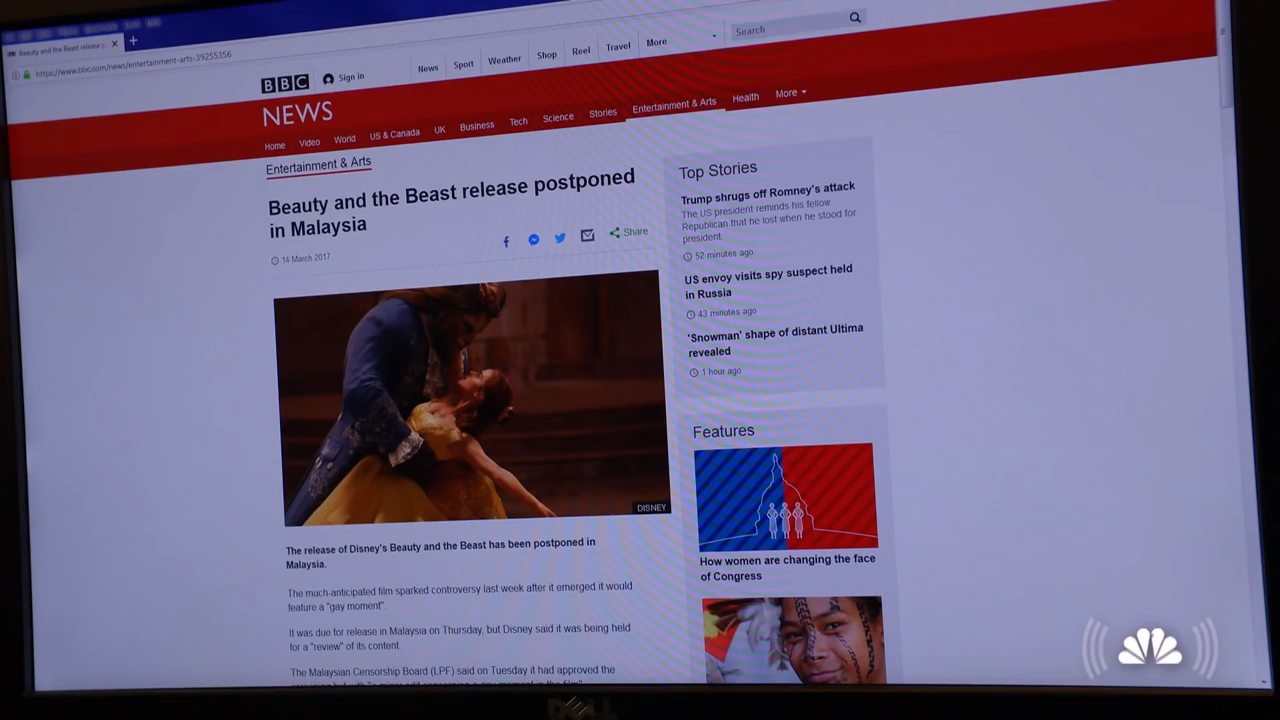 Beauty and the Beast release
https://www.bbc.com/news/entertainment-arts-39255356
BBC Sign in News Sport Weather Shop Reel Travel More Search
NEWS
Home Video World US & Canada UK Business Tech Science Stories Entertainment & Arts Health More
Entertainment & Arts
Beauty and the Beast release postponed
in Malaysia
14 March 2017
Share
DISNEY
The release of Disney's Beauty and the Beast has been postponed in
Malaysia.
The much-anticipated film sparked controversy last week after it emerged it would
feature a "gay moment".
It was due for release in Malaysia on Thursday, but Disney said it was being held
for a "review" of its content.
The Malaysian Censorship Board (LPF) said on Tuesday it had approved the
Top Stories
Trump shrugs off Romney's attack
The US president reminds his fellow
Republican that he lost when he stood for
president
52 minutes ago
US envoy visits spy suspect held
in Russia
43 minutes ago
'Snowman' shape of distant Ultima
revealed
1 hour ago
Features
How women are changing the face
of Congress
DELL